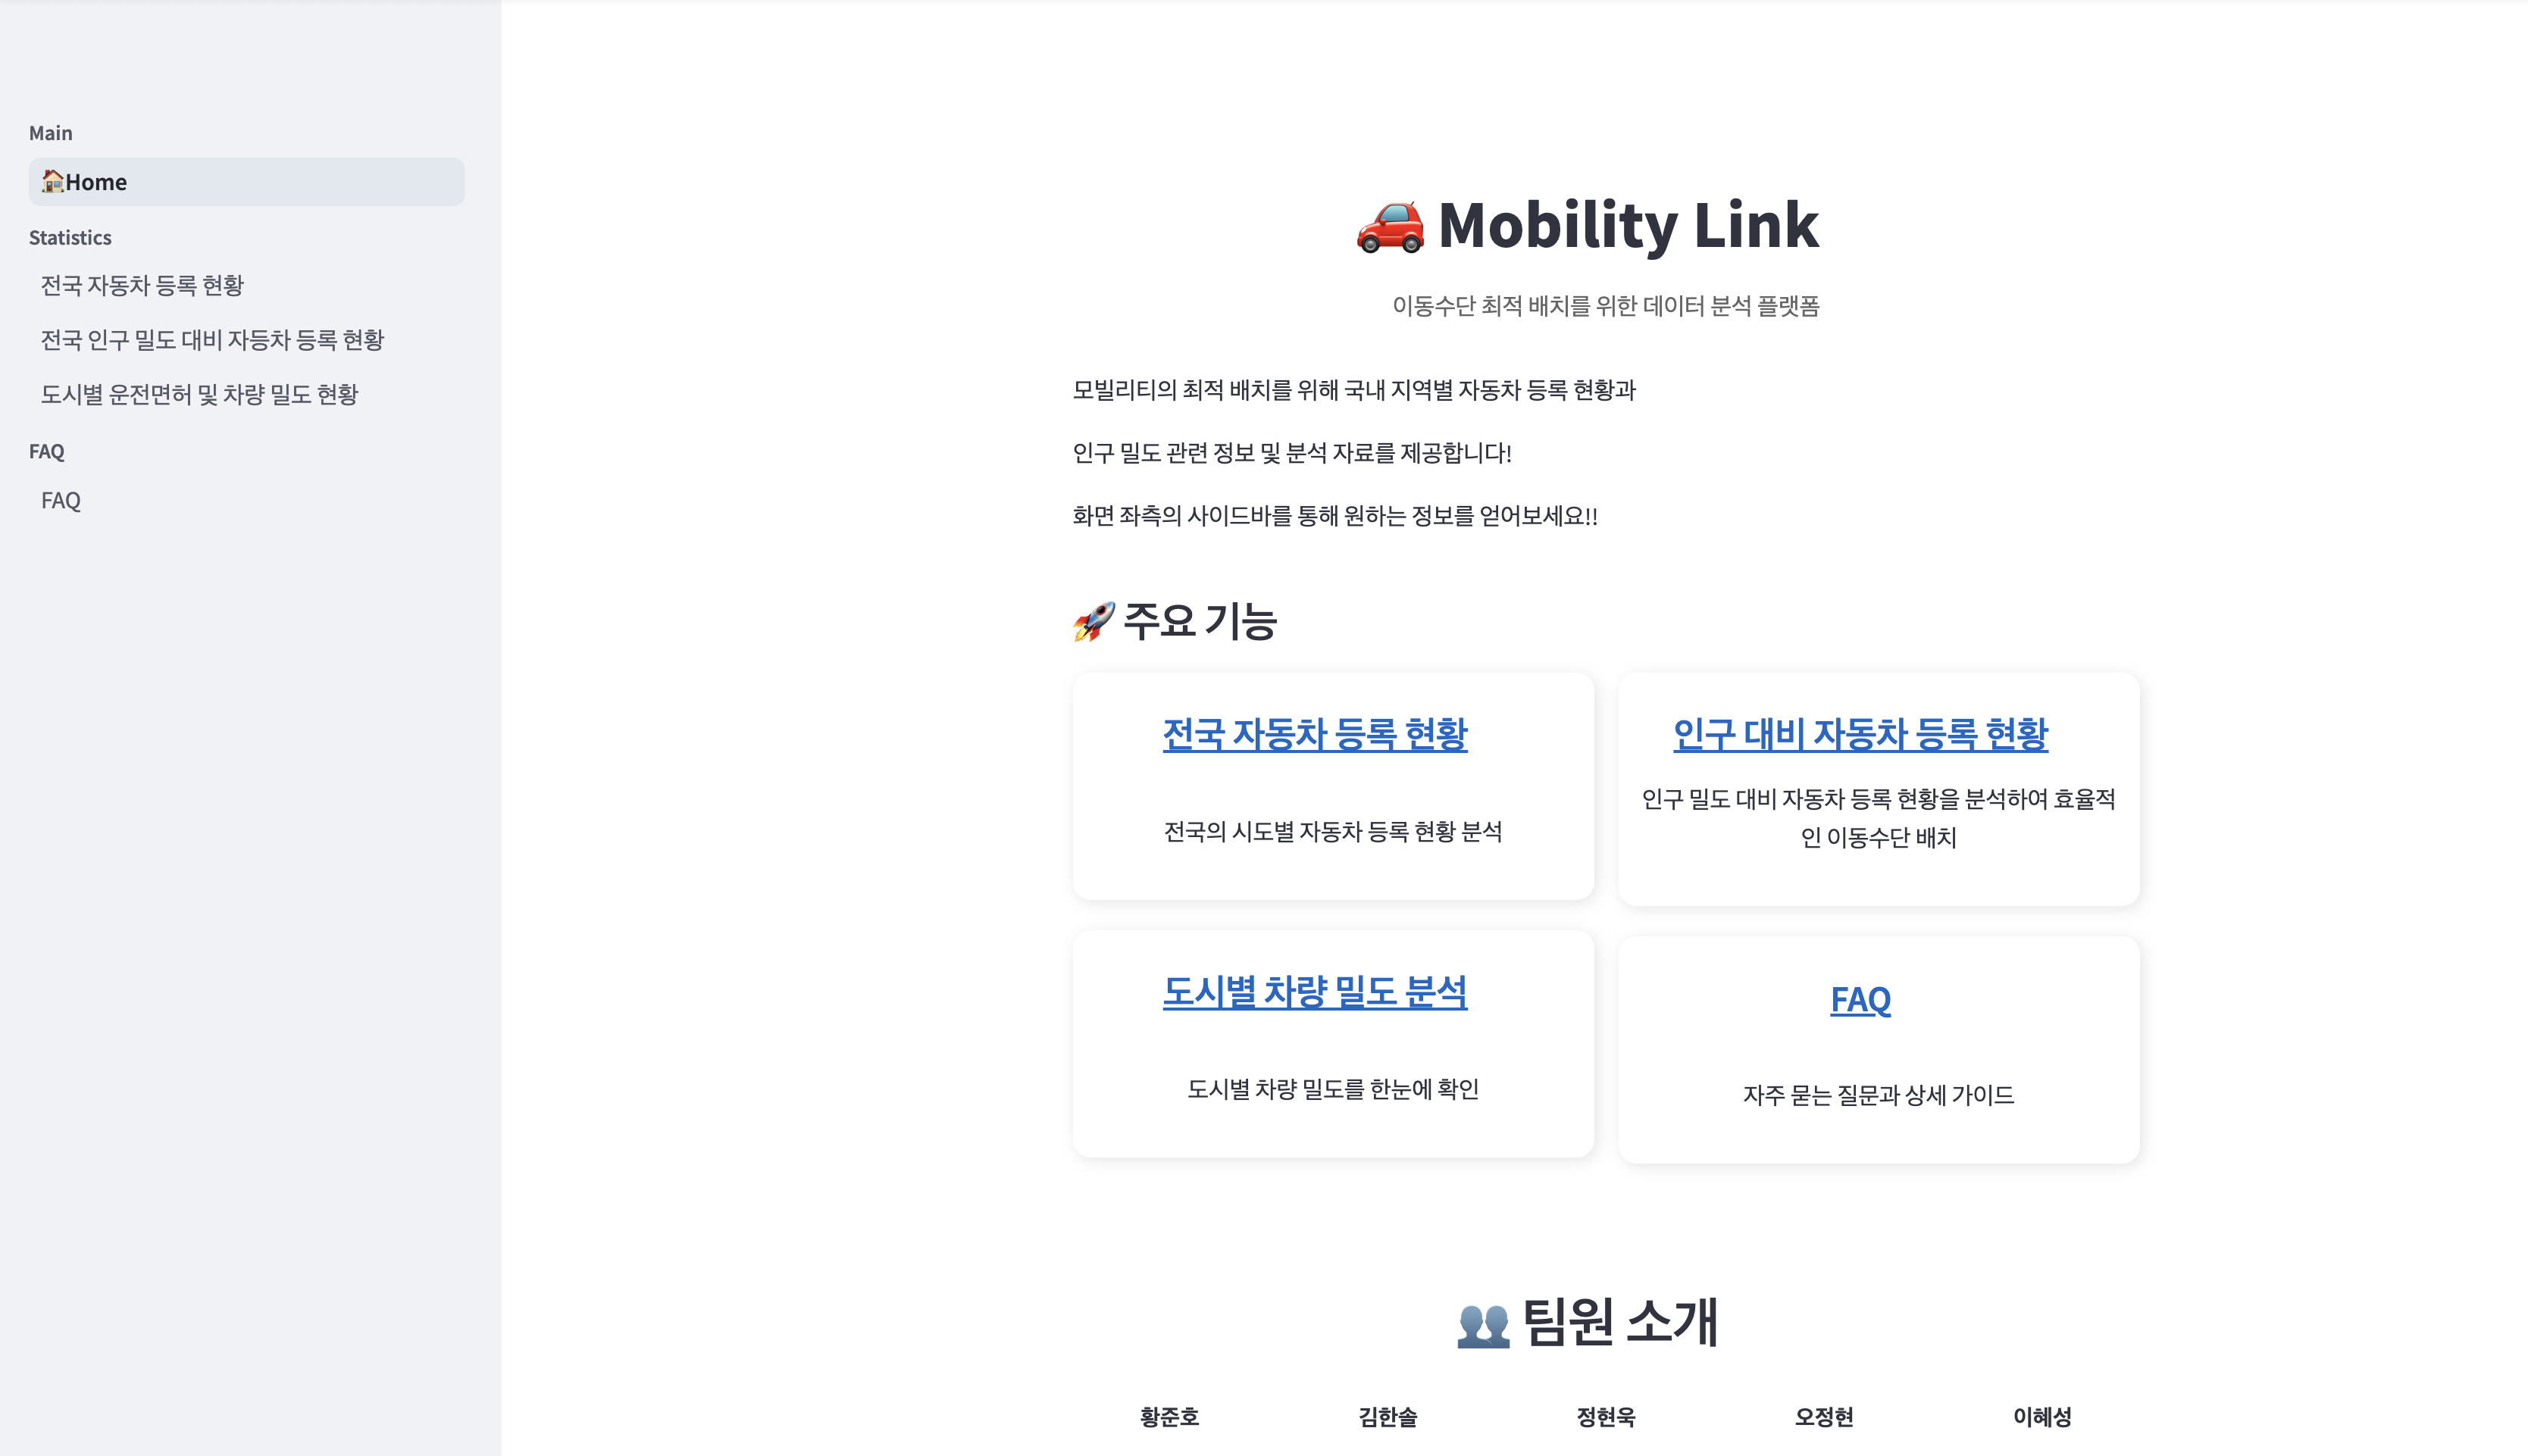 Main
Home
Statistics
전국 자동차 등록 현황
전국 인구 밀도 대비 자등차 등록 현황
도시별 운전면허 및 차량 밀도 현황
FAQ
FAQ
Mobility Link
이동수단 최적 배치를 위한 데이터 분석 플랫폼
모빌리티의 최적 배치를 위해 국내 지역별 자동차 등록 현황과
인구 밀도 관련 정보 및 분석 자료를 제공합니다!
화면 좌측의 사이드바를 통해 원하는 정보를 얻어보세요!!
주요 기능
전국 자동차 등록 현황
전국의 시도별 자동차 등록 현황 분석
인구 대비 자동차 등록 현황
인구 밀도 대비 자동차 등록 현황을 분석하여 효율적
인 이동수단 배치
도시별 차량 밀도 분석
도시별 차량 밀도를 한눈에 확인
FAQ
자주 묻는 질문과 상세 가이드
팀원 소개
황준호 김한솔 정현욱 오정현 이혜성